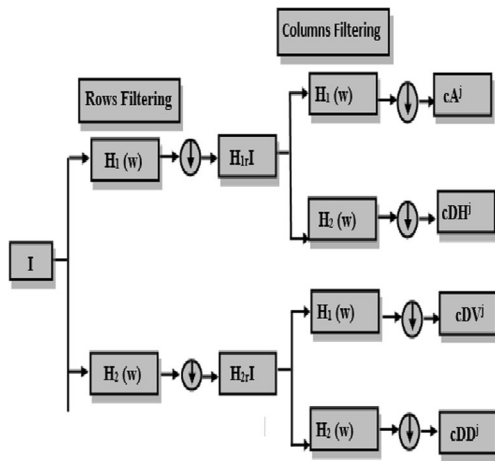 Columns Filtering
Rows Filtering
H₁ (w)
cAʲ
H₁ (w)
H₁ᵣI
H₂ (w)
cDHʲ
I
H₁ (w)
cDVʲ
H₂ (w)
H₂ᵣI
H₂ (w)
cDDʲ